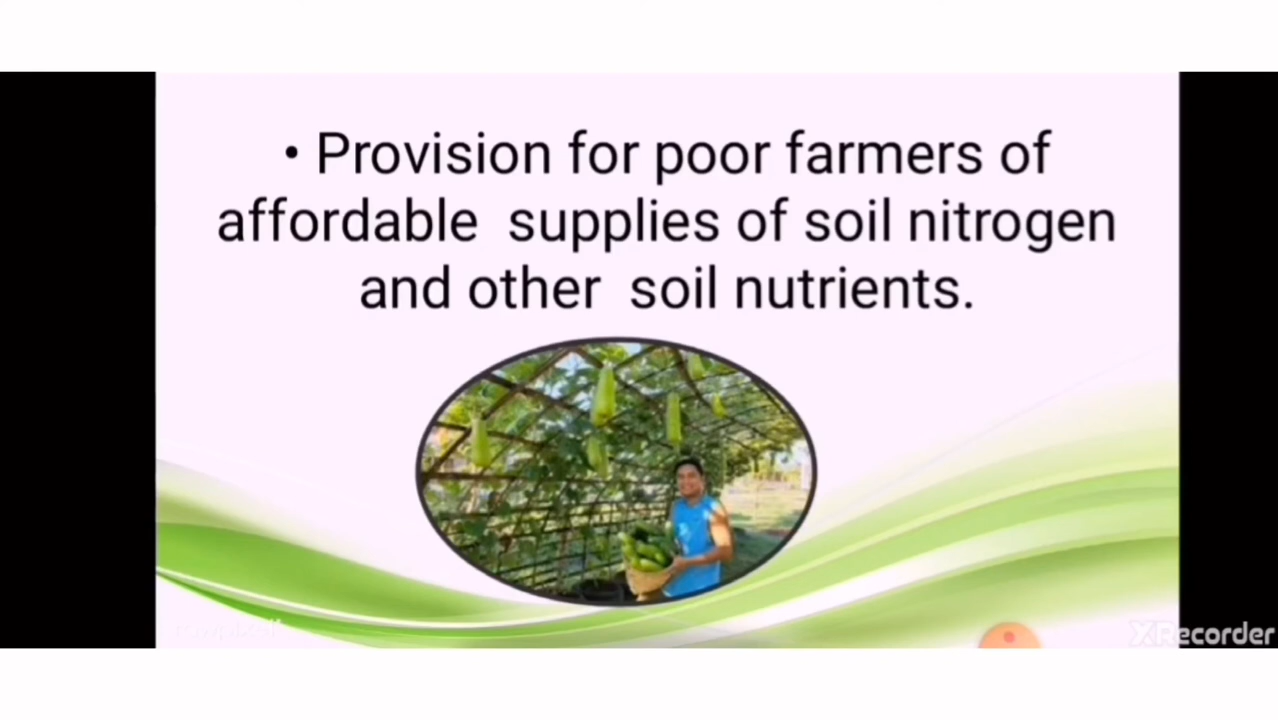 • Provision for poor farmers of
affordable supplies of soil nitrogen
and other soil nutrients.
XRecorder